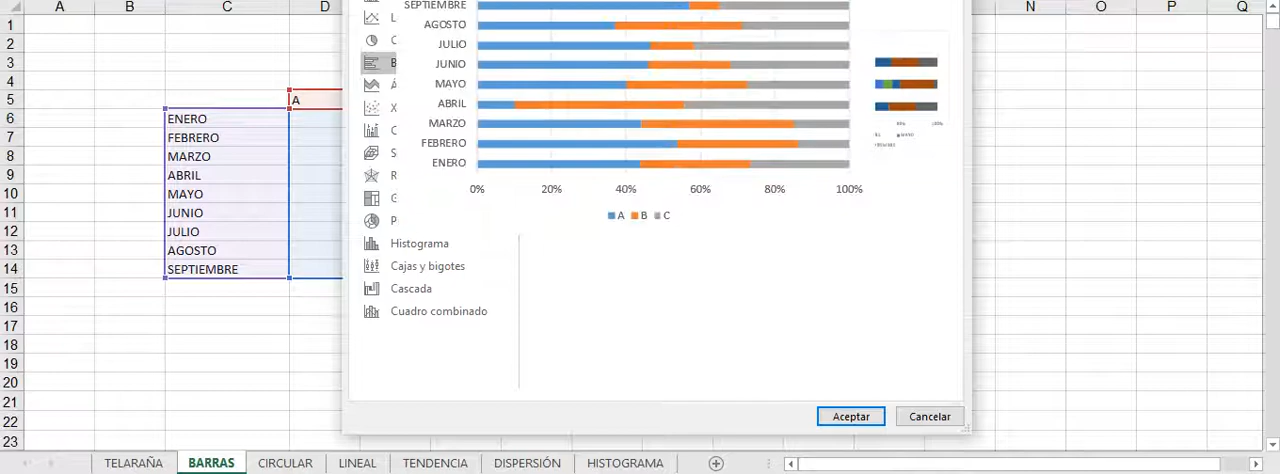 A B C D N O P Q
1
2
3
4
5 A
6 ENERO
7 FEBRERO
8 MARZO
9 ABRIL
10 MAYO
11 JUNIO
12 JULIO
13 AGOSTO
14 SEPTIEMBRE
15
16
17
18
19
20
21
22
23
L
C
B
Á
X
C
S
R
G
P
Histograma
Cajas y bigotes
Cascada
Cuadro combinado
SEPTIEMBRE
AGOSTO
JULIO
JUNIO
MAYO
ABRIL
MARZO
FEBRERO
ENERO
0% 20% 40% 60% 80% 100%
A B C
Aceptar Cancelar
TELARAÑA BARRAS CIRCULAR LINEAL TENDENCIA DISPERSIÓN HISTOGRAMA